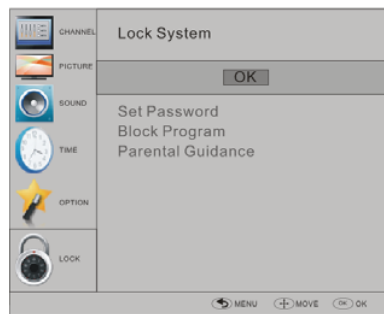 CHANNEL
PICTURE
SOUND
TIME
OPTION
LOCK
Lock System
OK
Set Password
Block Program
Parental Guidance
MENU MOVE OK OK